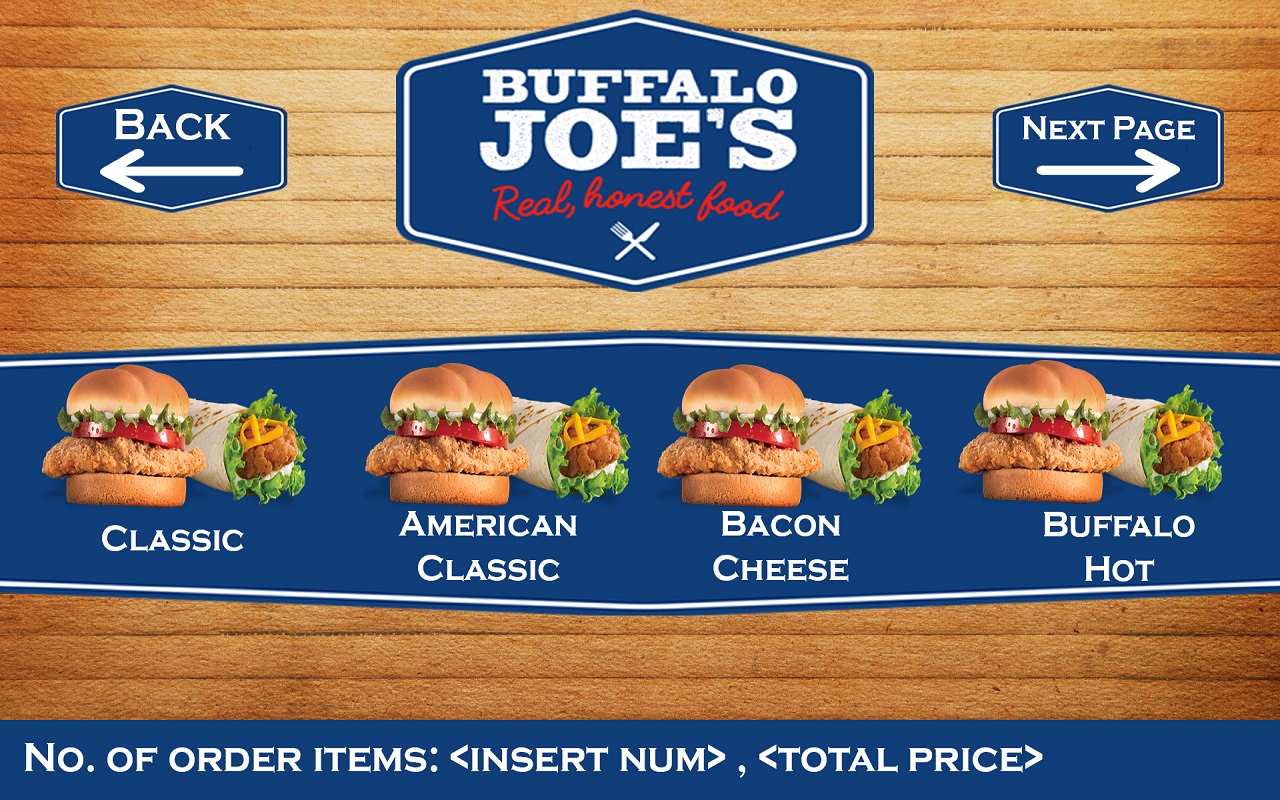 BUFFALO
JOE'S
Real, honest food
BACK
NEXT PAGE
CLASSIC
AMERICAN
CLASSIC
BACON
CHEESE
BUFFALO
HOT
NO. OF ORDER ITEMS: <INSERT NUM> , <TOTAL PRICE>